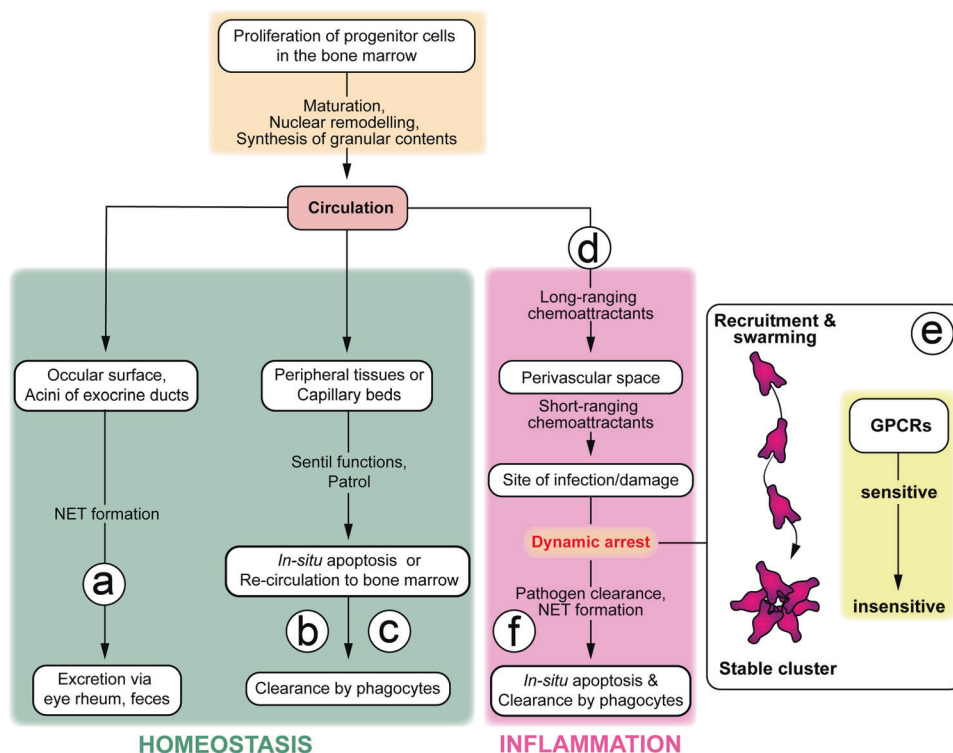 Proliferation of progenitor cells
in the bone marrow
Maturation,
Nuclear remodelling,
Synthesis of granular contents
Circulation
Occular surface,
Acini of exocrine ducts
NET formation
a
Excretion via
eye rheum, feces
Peripheral tissues or
Capillary beds
Sentil functions,
Patrol
In-situ apoptosis or
Re-circulation to bone marrow
b
c
Clearance by phagocytes
HOMEOSTASIS
d
Long-ranging
chemoattractants
Perivascular space
Short-ranging
chemoattractants
Site of infection/damage
Dynamic arrest
Pathogen clearance,
NET formation
f
In-situ apoptosis &
Clearance by phagocytes
INFLAMMATION
Recruitment &
swarming
e
Stable cluster
GPCRs
sensitive
insensitive